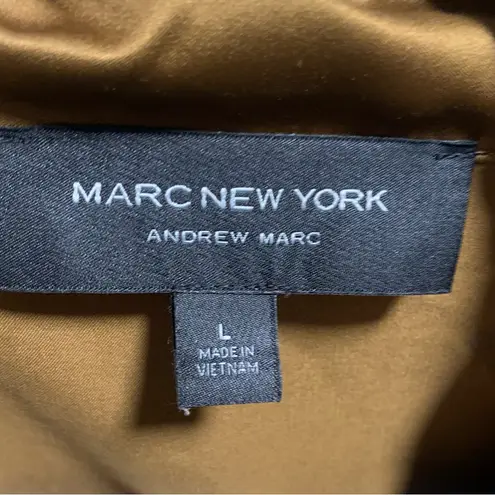 MARC NEW YORK
ANDREW MARC
L
MADE IN
VIETNAM